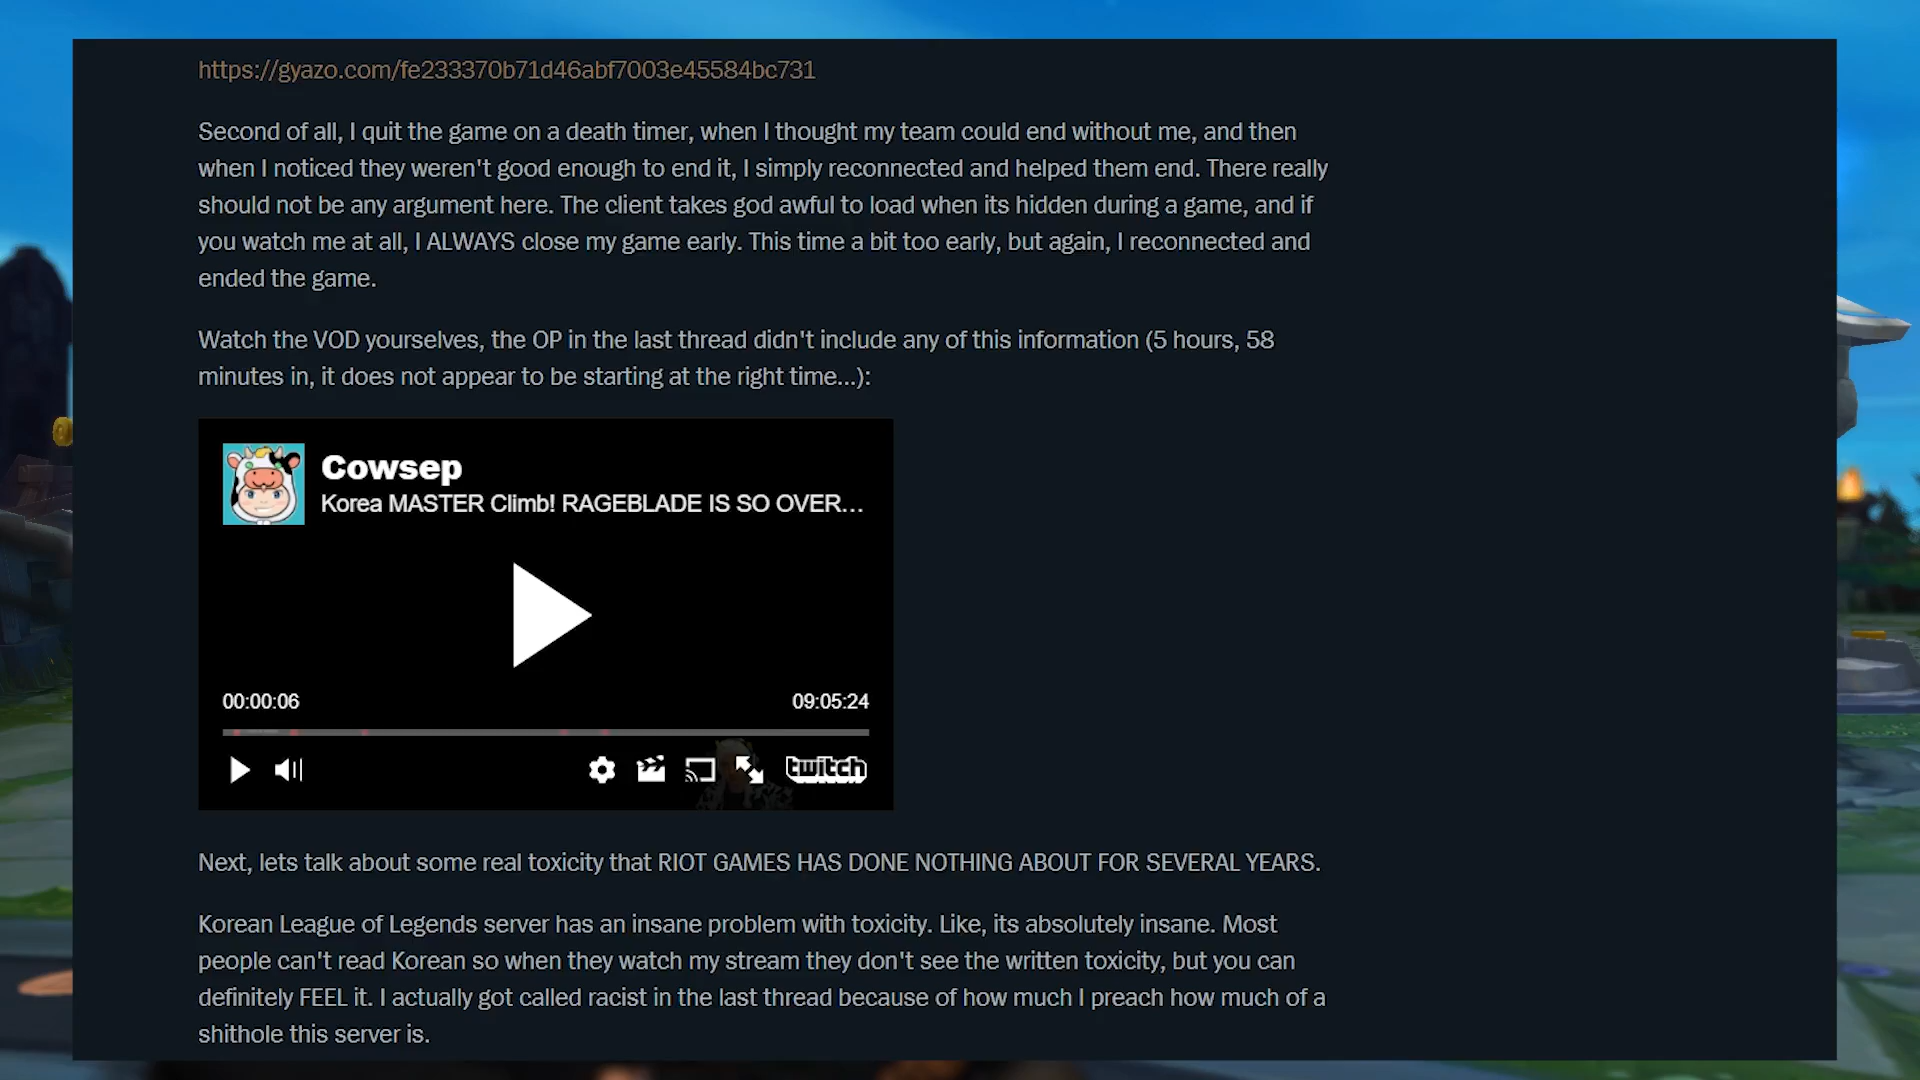 https://gyazo.com/fe233370b71d46abf7003e45584bc731
Second of all, I quit the game on a death timer, when I thought my team could end without me, and then
when I noticed they weren't good enough to end it, I simply reconnected and helped them end. There really
should not be any argument here. The client takes god awful to load when its hidden during a game, and if
you watch me at all, I ALWAYS close my game early. This time a bit too early, but again, I reconnected and
ended the game.
Watch the VOD yourselves, the OP in the last thread didn't include any of this information (5 hours, 58
minutes in, it does not appear to be starting at the right time...):
Cowsep
Korea MASTER Climb! RAGEBLADE IS SO OVER...
00:00:06 09:05:24
twitch
Next, lets talk about some real toxicity that RIOT GAMES HAS DONE NOTHING ABOUT FOR SEVERAL YEARS.
Korean League of Legends server has an insane problem with toxicity. Like, its absolutely insane. Most
people can't read Korean so when they watch my stream they don't see the written toxicity, but you can
definitely FEEL it. I actually got called racist in the last thread because of how much I preach how much of a
shithole this server is.